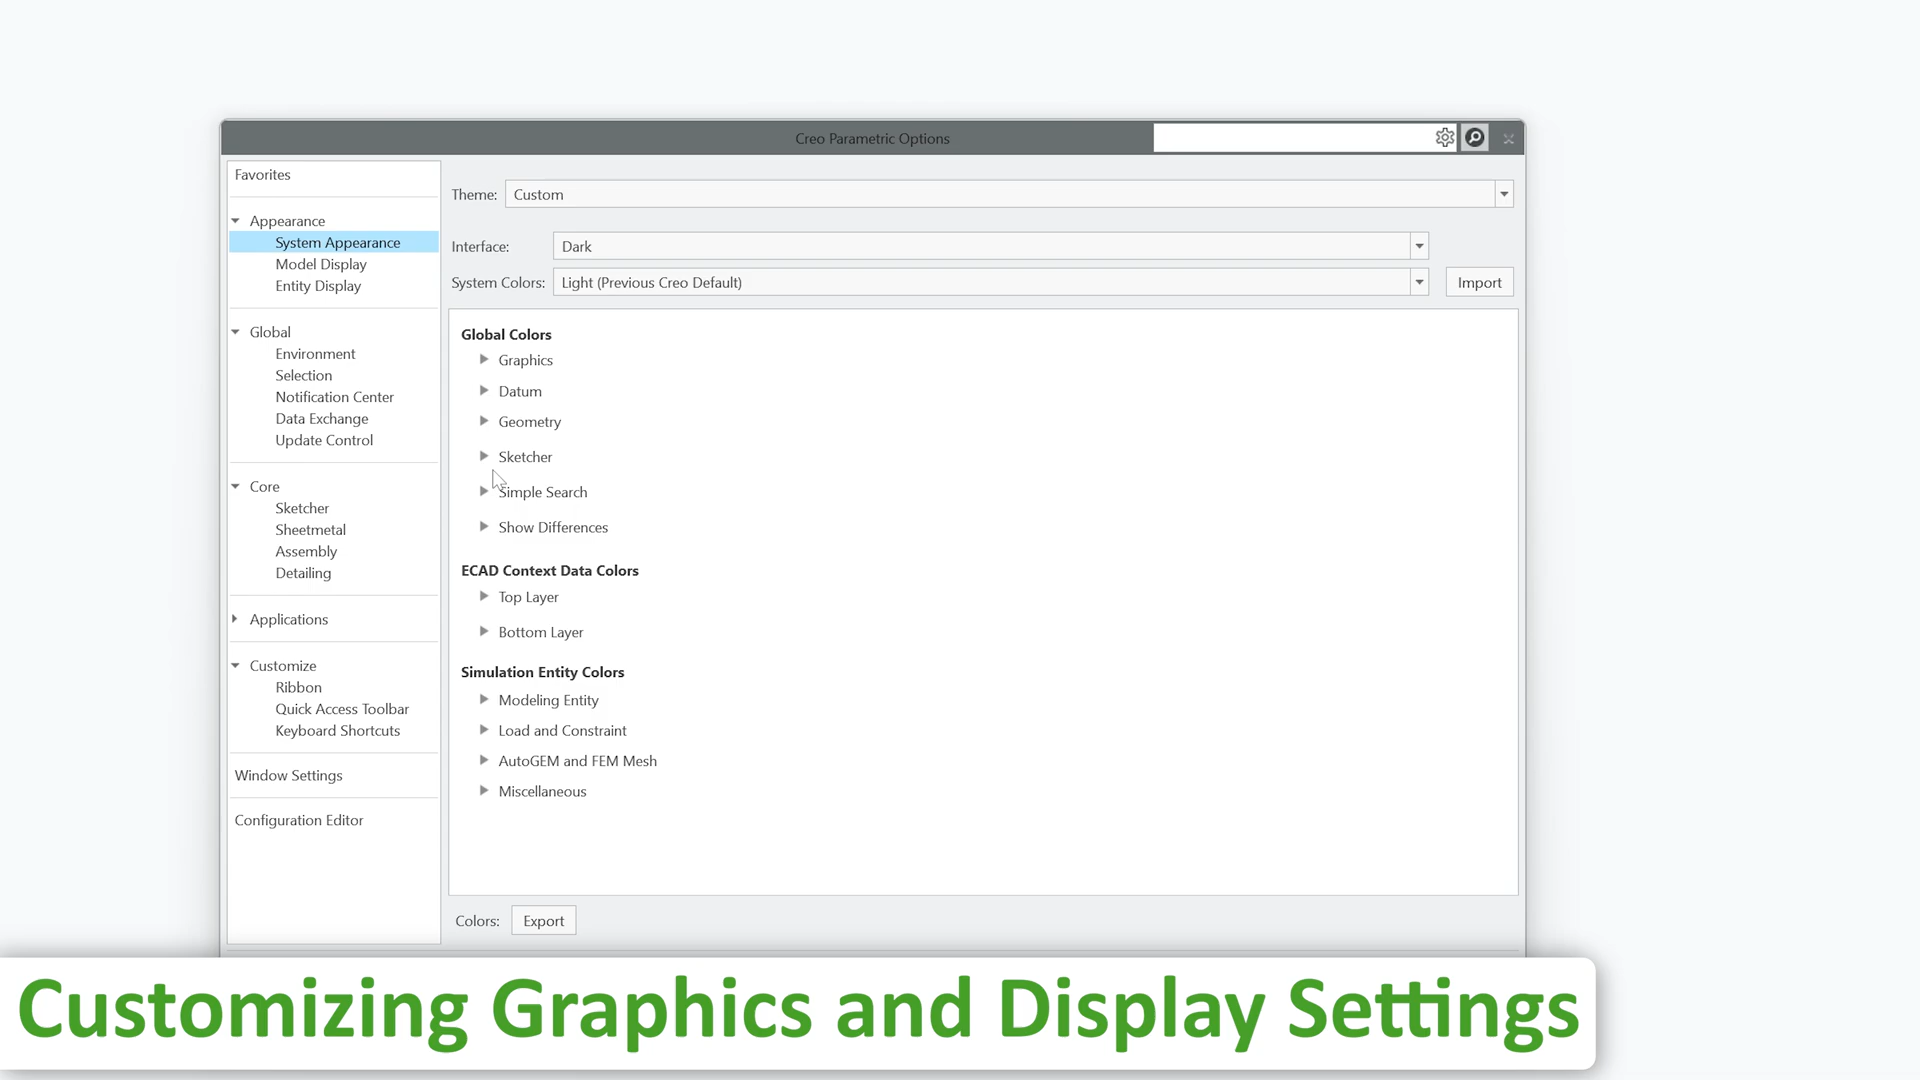 Creo Parametric Options
Favorites
Appearance
System Appearance
Model Display
Entity Display
Global
Environment
Selection
Notification Center
Data Exchange
Update Control
Core
Sketcher
Sheetmetal
Assembly
Detailing
Applications
Customize
Ribbon
Quick Access Toolbar
Keyboard Shortcuts
Window Settings
Configuration Editor
Theme: Custom
Interface: Dark
System Colors: Light (Previous Creo Default) Import
Global Colors
Graphics
Datum
Geometry
Sketcher
Simple Search
Show Differences
ECAD Context Data Colors
Top Layer
Bottom Layer
Simulation Entity Colors
Modeling Entity
Load and Constraint
AutoGEM and FEM Mesh
Miscellaneous
Colors: Export
Customizing Graphics and Display Settings